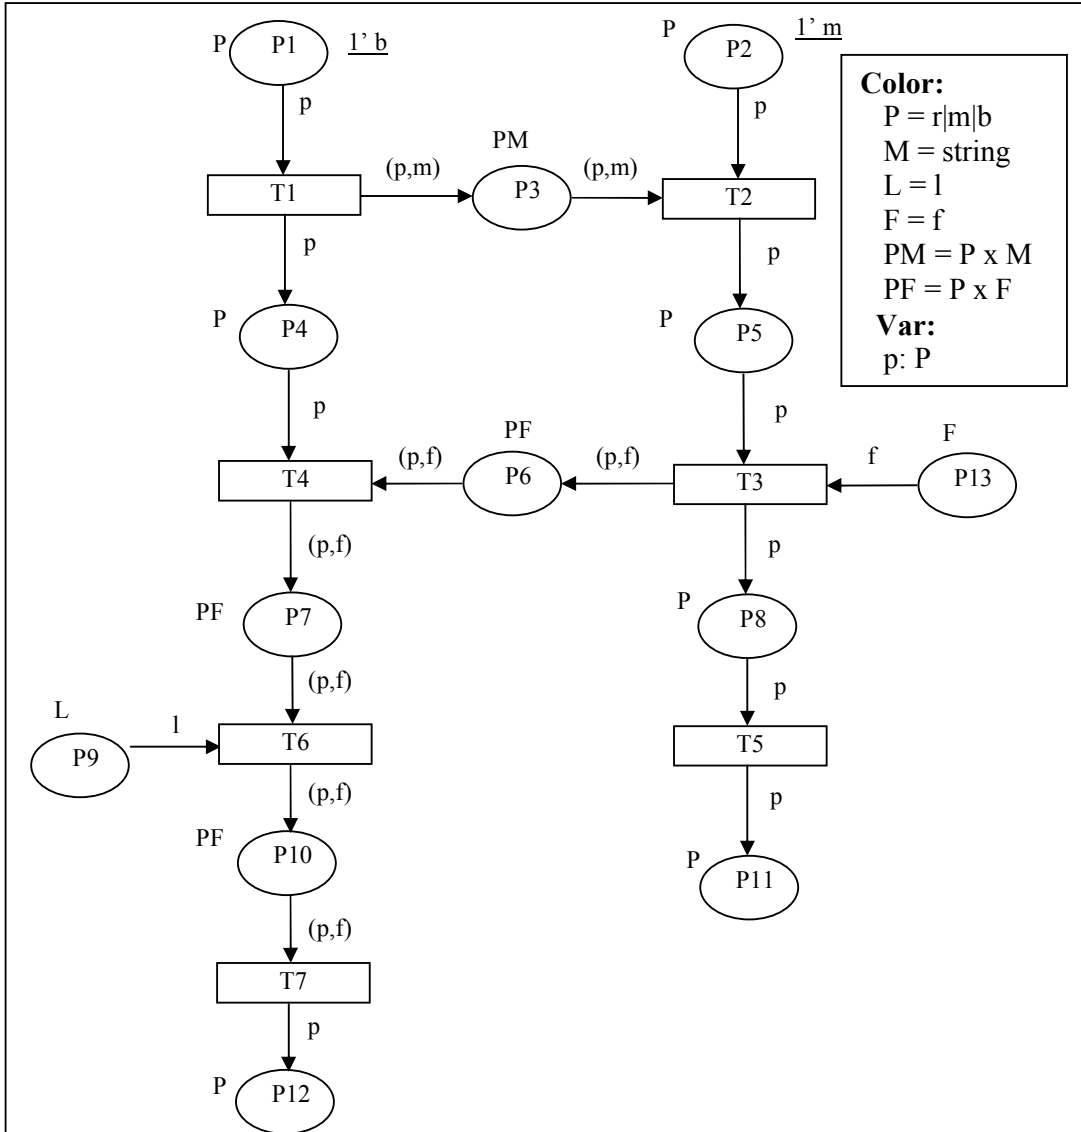 P P1 1’ b P P2 1’ m
p p
Color:
P = r|m|b
M = string
L = l
F = f
PM = P x M
PF = P x F
Var:
p: P
PM
T1 (p,m) P3 (p,m) T2
p p
P P4 P P5
p p
PF F
T4 (p,f) P6 (p,f) T3 f P13
(p,f) p
PF P7 P P8
(p,f) p
L
P9 l T6 T5
(p,f) p
PF P10 P P11
(p,f)
T7
p
P P12